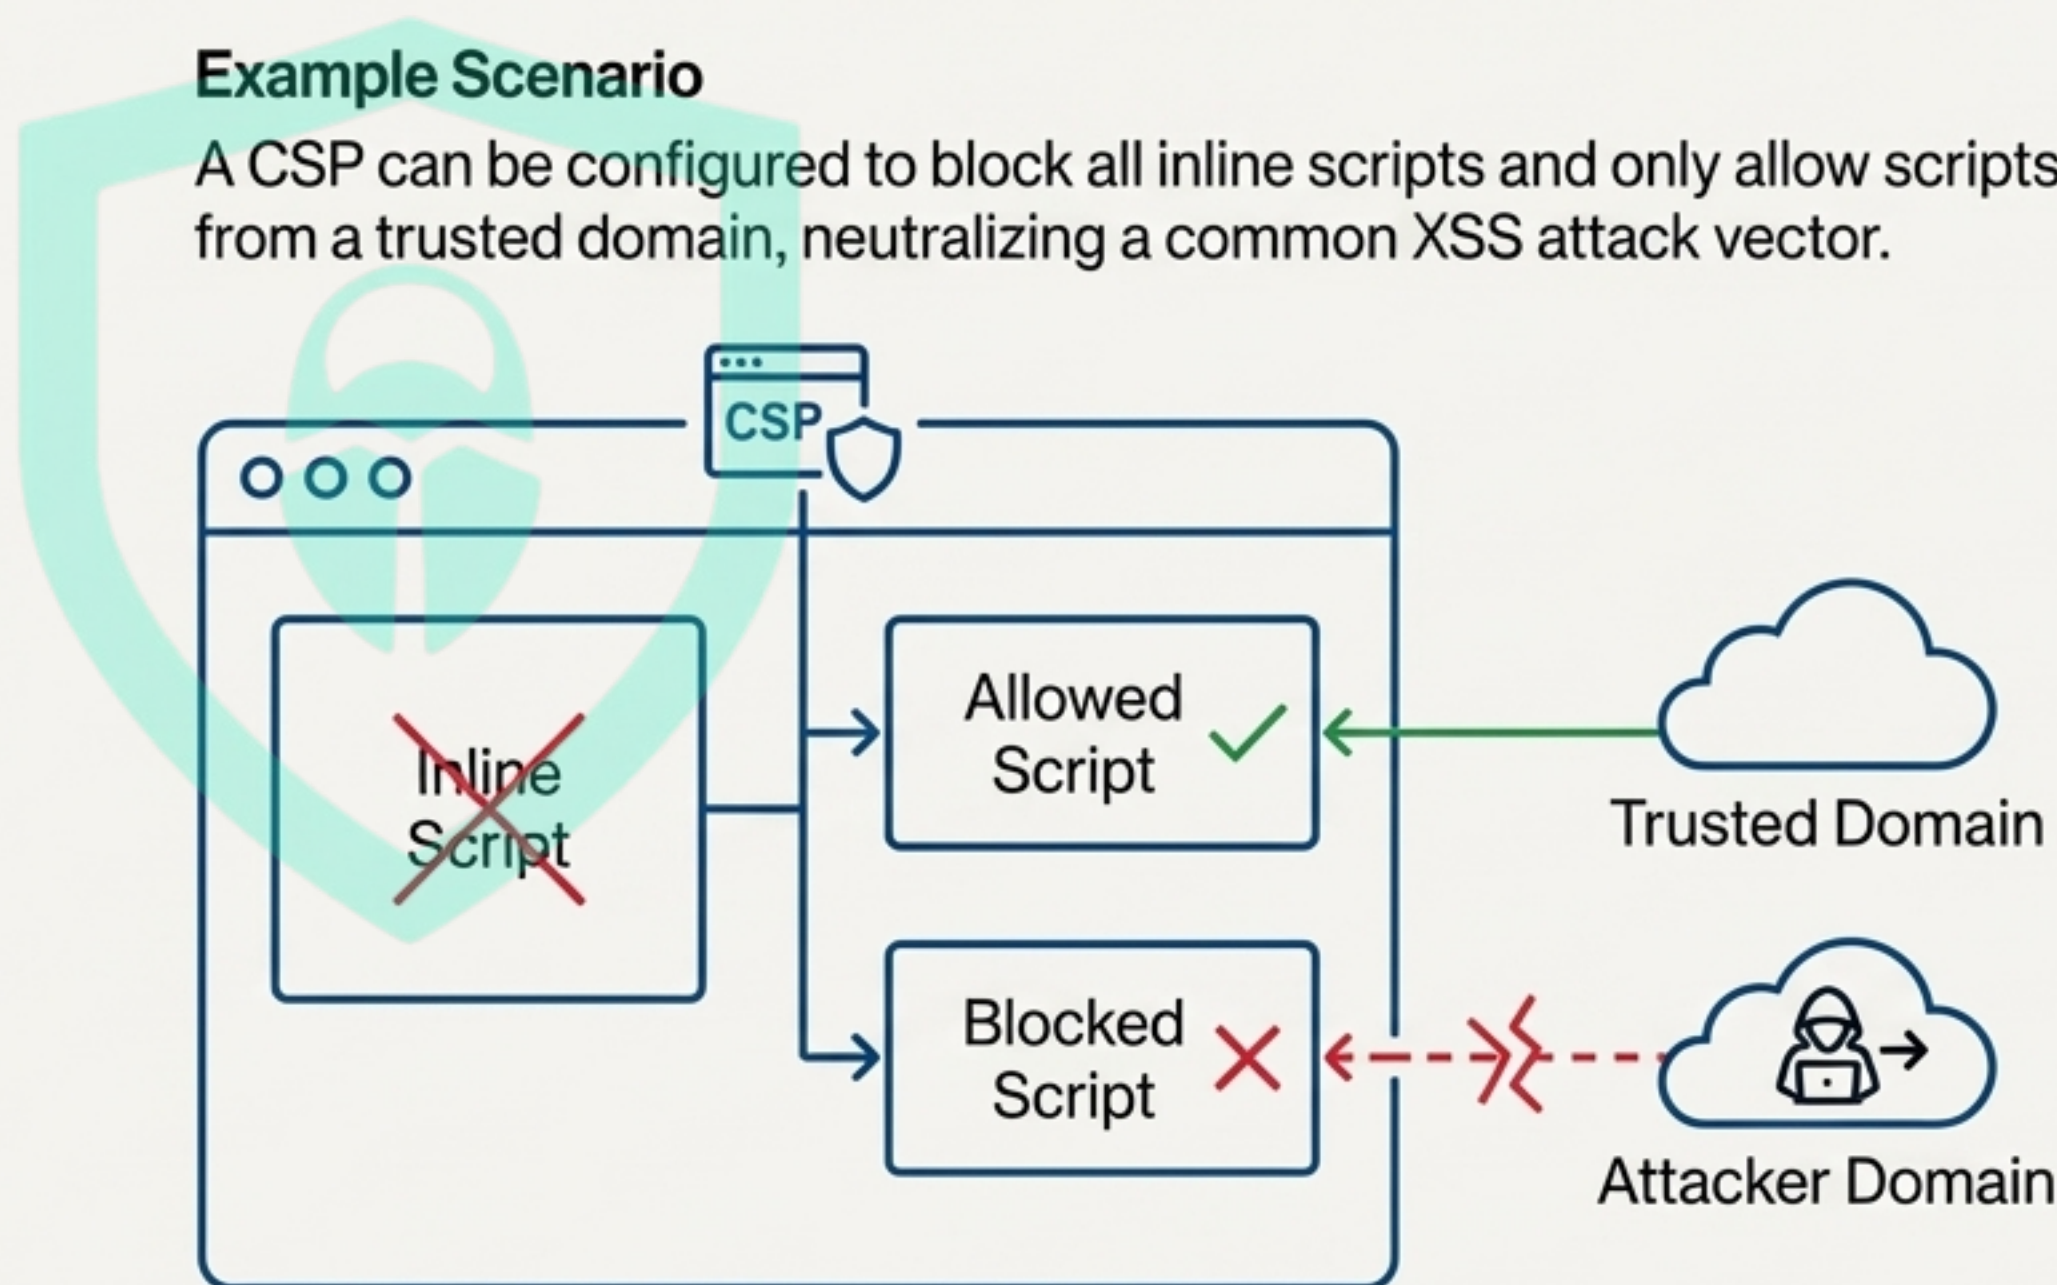 Example Scenario
A CSP can be configured to block all inline scripts and only allow scripts
from a trusted domain, neutralizing a common XSS attack vector.
CSP
Inline
Script
Allowed
Script
Trusted Domain
Blocked
Script
Attacker Domain